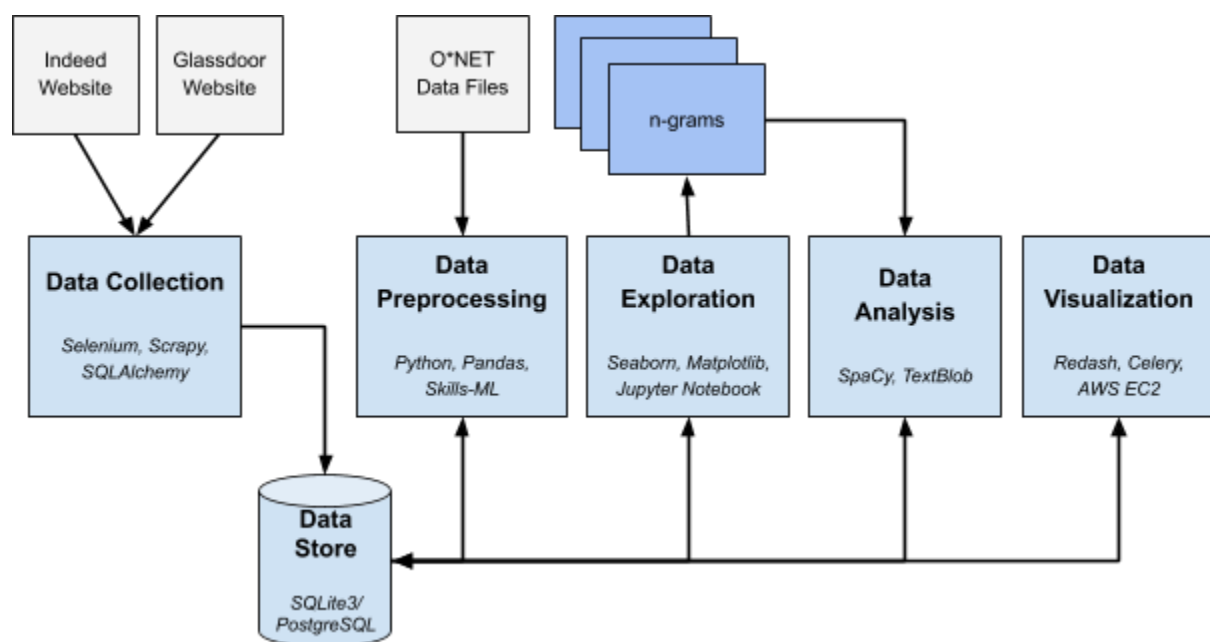 Indeed
Website
Glassdoor
Website
O*NET
Data Files
n-grams
Data Collection
Selenium, Scrapy,
SQLAlchemy
Data
Preprocessing
Python, Pandas,
Skills-ML
Data
Exploration
Seaborn, Matplotlib,
Jupyter Notebook
Data
Analysis
SpaCy, TextBlob
Data
Visualization
Redash, Celery,
AWS EC2
Data
Store
SQLite3/
PostgreSQL